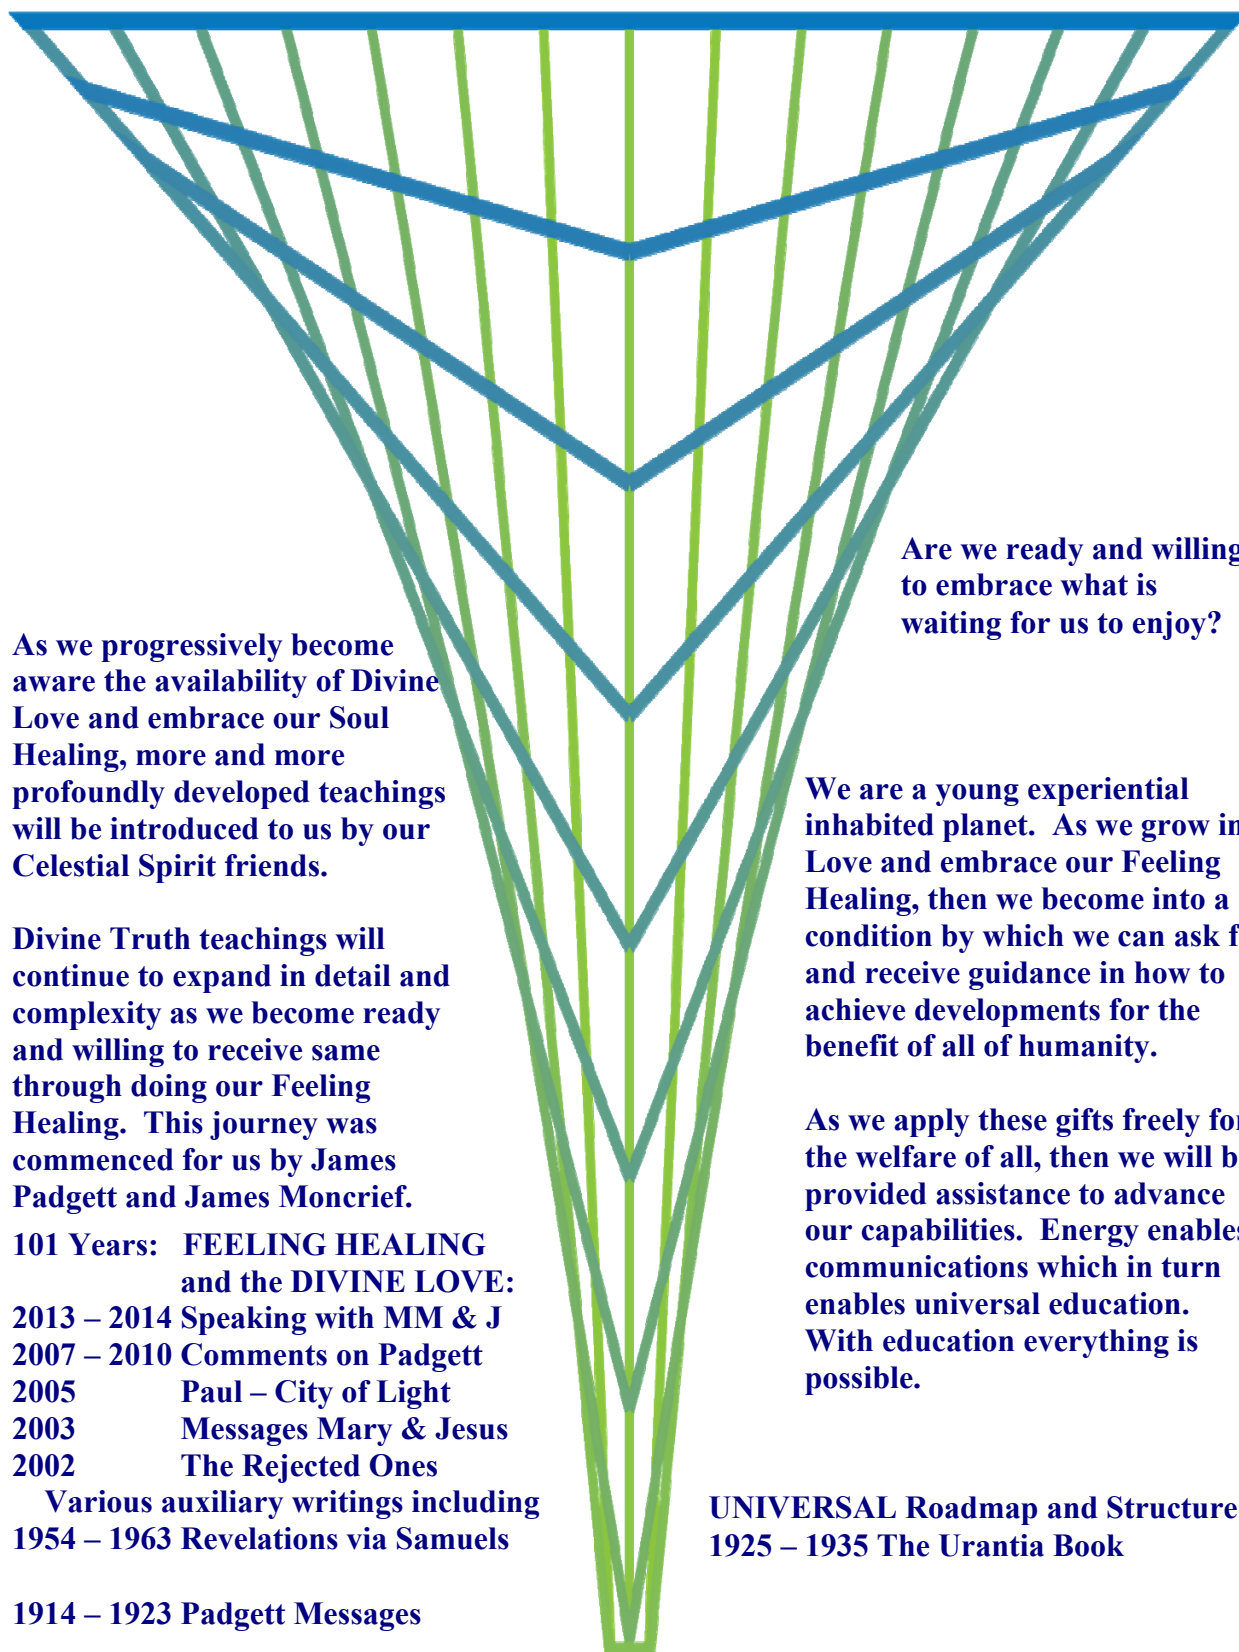 Are we ready and willing
to embrace what is
waiting for us to enjoy?
As we progressively become
aware the availability of Divine
Love and embrace our Soul
Healing, more and more
profoundly developed teachings
will be introduced to us by our
Celestial Spirit friends.
Divine Truth teachings will
continue to expand in detail and
complexity as we become ready
and willing to receive same
through doing our Feeling
Healing.  This journey was
commenced for us by James
Padgett and James Moncrief.
101 Years:   FEELING HEALING
and the DIVINE LOVE:
2013 – 2014 Speaking with MM & J
2007 – 2010 Comments on Padgett
2005 Paul – City of Light
2003 Messages Mary & Jesus
2002 The Rejected Ones
Various auxiliary writings including
1954 – 1963 Revelations via Samuels
1914 – 1923 Padgett Messages
We are a young experiential
inhabited planet.  As we grow in
Love and embrace our Feeling
Healing, then we become into a
condition by which we can ask
and receive guidance in how to
achieve developments for the
benefit of all of humanity.
As we apply these gifts freely for
the welfare of all, then we will
provided assistance to advance
our capabilities.  Energy enables
communications which in turn
enables universal education.
With education everything is
possible.
UNIVERSAL Roadmap and Structure
1925 – 1935 The Urantia Book